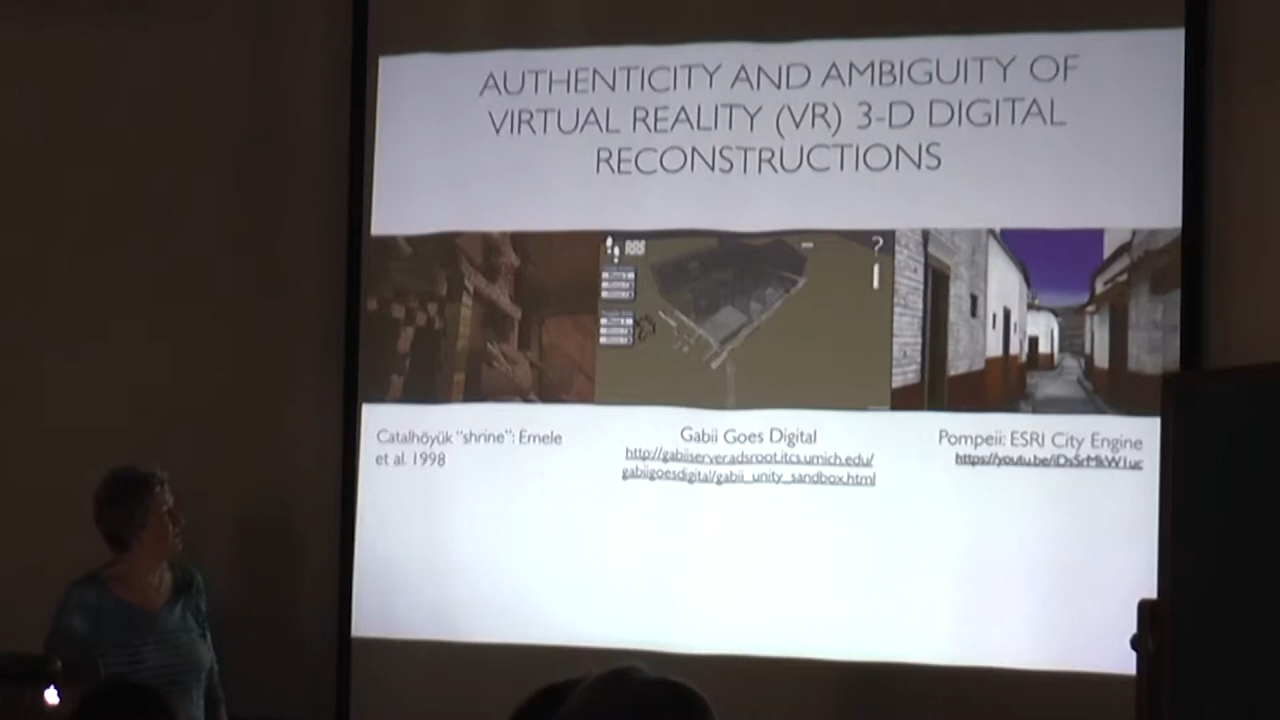 AUTHENTICITY AND AMBIGUITY OF
VIRTUAL REALITY (VR) 3-D DIGITAL
RECONSTRUCTIONS
?
Catalhöyük "shrine": Emele
et al. 1998
Gabii Goes Digital
http://gabiiserver.adsroot.itcs.umich.edu/
gabiigoesdigital/gabii_unity_sandbox.html
Pompeii: ESRI City Engine